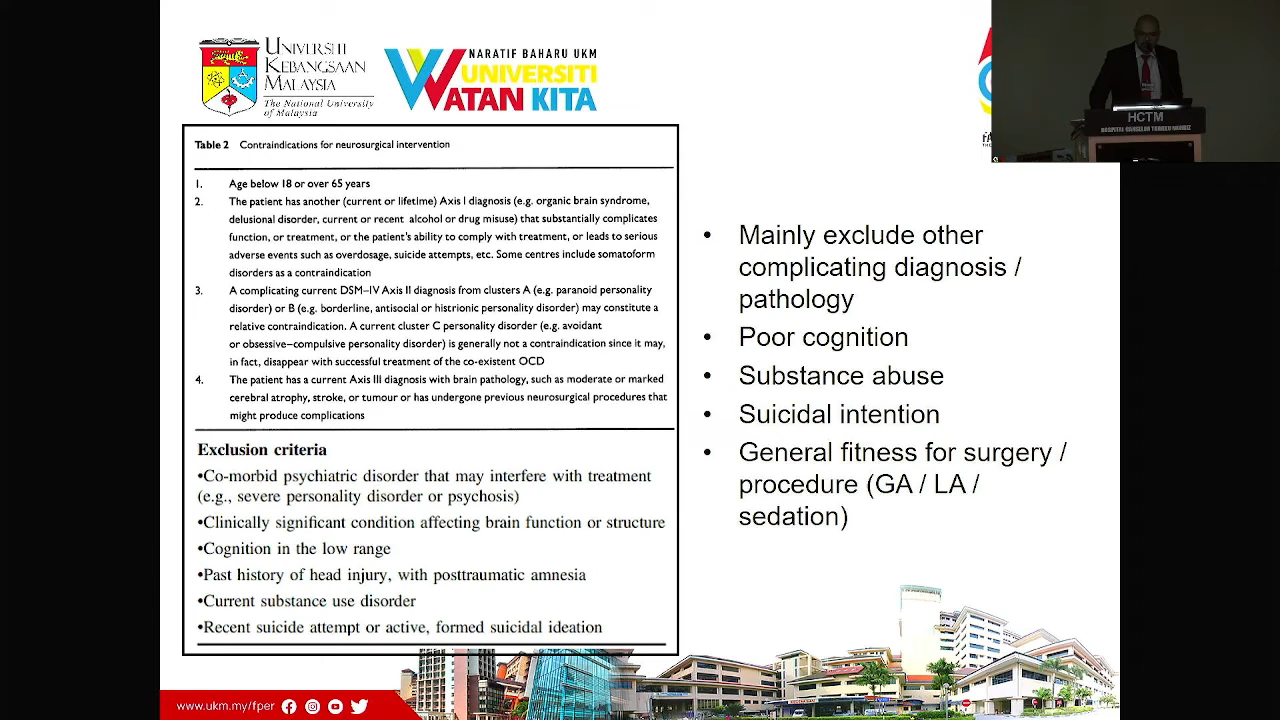 UNIVERSITI
KEBANGSAAN
MALAYSIA
The National University
of Malaysia
NARATIF BAHARU UKM
UNIVERSITI
WATAN KITA
HCTM
HOSPITAL CANSELOR TUANKU MUHRIZ
Table 2 Contraindications for neurosurgical intervention
1. Age below 18 or over 65 years
2. The patient has another (current or lifetime) Axis I diagnosis (e.g. organic brain syndrome,
delusional disorder, current or recent alcohol or drug misuse) that substantially complicates
function, or treatment, or the patient's ability to comply with treatment, or leads to serious
adverse events such as overdosage, suicide attempts, etc. Some centres include somatoform
disorders as a contraindication
3. A complicating current DSM–IV Axis II diagnosis from clusters A (e.g. paranoid personality
disorder) or B (e.g. borderline, antisocial or histrionic personality disorder) may constitute a
relative contraindication. A current cluster C personality disorder (e.g. avoidant
or obsessive–compulsive personality disorder) is generally not a contraindication since it may,
in fact, disappear with successful treatment of the co-existent OCD
4. The patient has a current Axis III diagnosis with brain pathology, such as moderate or marked
cerebral atrophy, stroke, or tumour or has undergone previous neurosurgical procedures that
might produce complications
Exclusion criteria
•Co-morbid psychiatric disorder that may interfere with treatment
(e.g., severe personality disorder or psychosis)
•Clinically significant condition affecting brain function or structure
•Cognition in the low range
•Past history of head injury, with posttraumatic amnesia
•Current substance use disorder
•Recent suicide attempt or active, formed suicidal ideation
• Mainly exclude other
complicating diagnosis /
pathology
• Poor cognition
• Substance abuse
• Suicidal intention
• General fitness for surgery /
procedure (GA / LA /
sedation)
www.ukm.my/fper